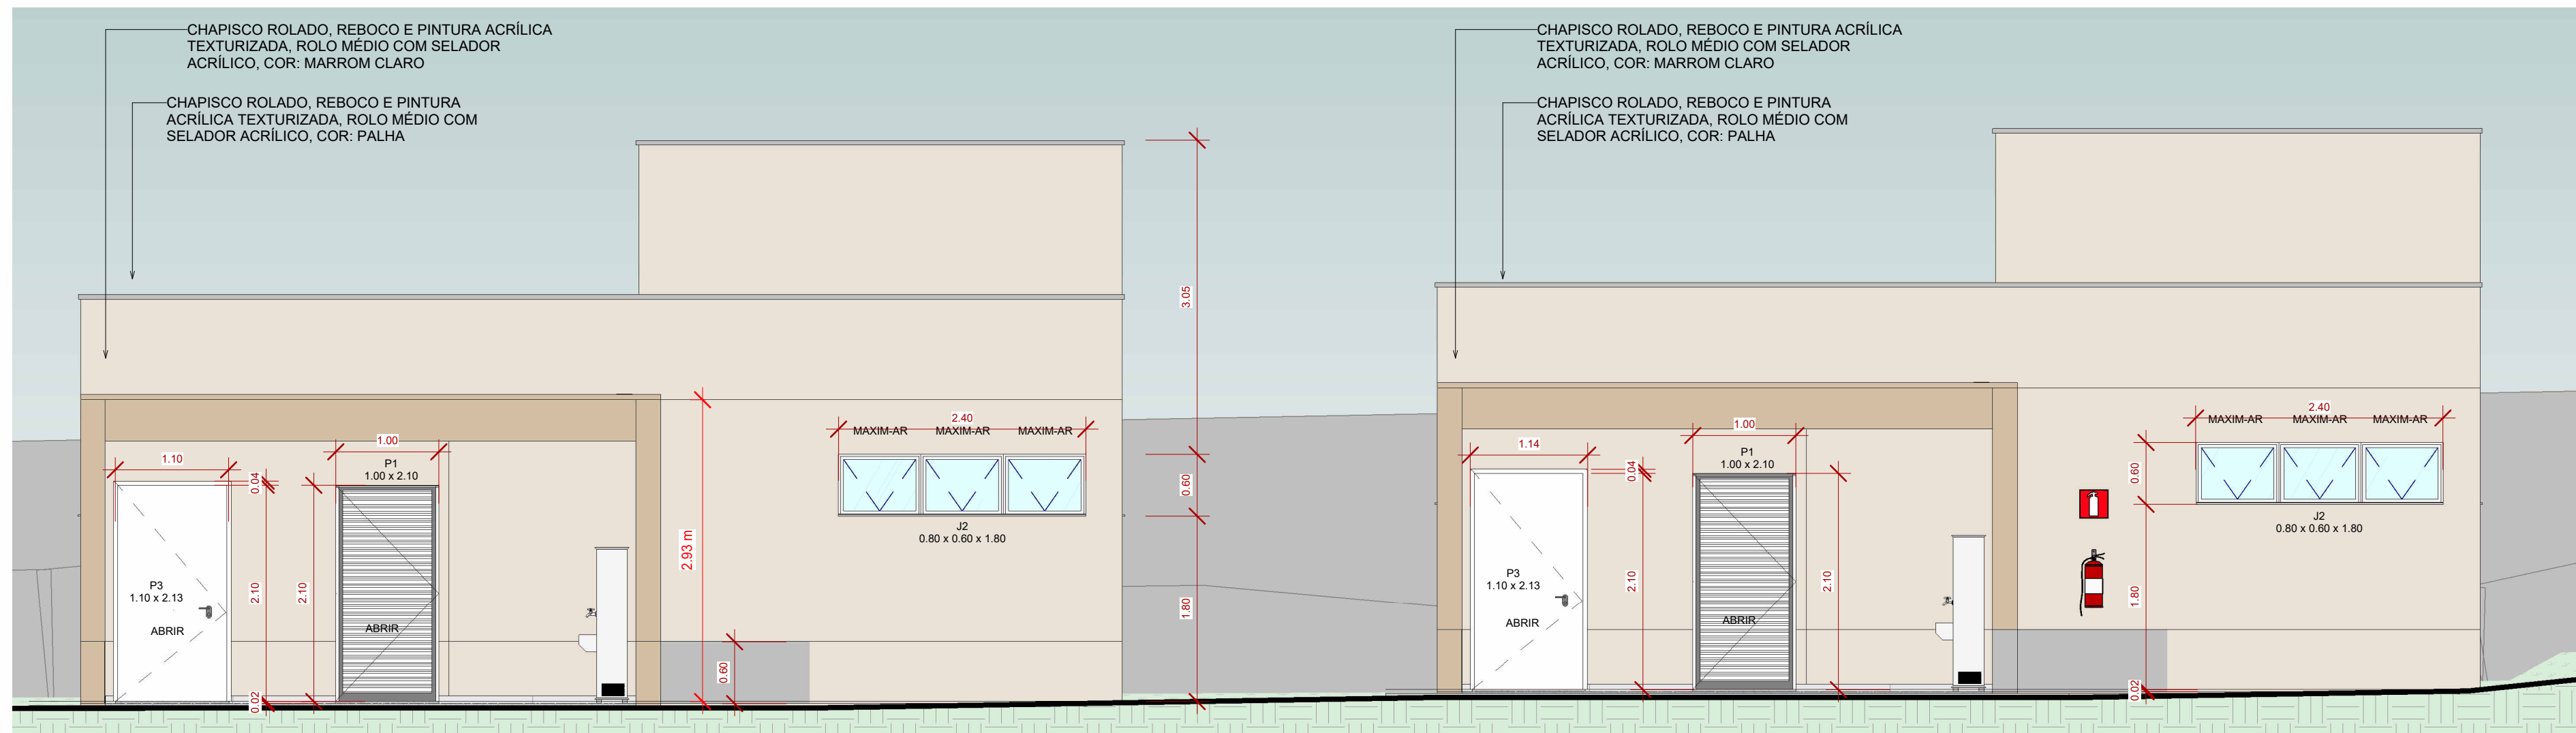 CHAPISCO ROLADO, REBOCO E PINTURA ACRÍLICA
TEXTURIZADA, ROLO MÉDIO COM SELADOR
ACRÍLICO, COR: MARROM CLARO
CHAPISCO ROLADO, REBOCO E PINTURA
ACRÍLICA TEXTURIZADA, ROLO MÉDIO COM
SELADOR ACRÍLICO, COR: PALHA
1.10
0.04
1.00
P1
1.00 x 2.10
P3
1.10 x 2.13
ABRIR
2.10
2.10
ABRIR
0.02
2.93 m
0.60
2.40
MAXIM-AR
MAXIM-AR
MAXIM-AR
J2
0.80 x 0.60 x 1.80
3.05
0.60
1.80
CHAPISCO ROLADO, REBOCO E PINTURA ACRÍLICA
TEXTURIZADA, ROLO MÉDIO COM SELADOR
ACRÍLICO, COR: MARROM CLARO
CHAPISCO ROLADO, REBOCO E PINTURA
ACRÍLICA TEXTURIZADA, ROLO MÉDIO COM
SELADOR ACRÍLICO, COR: PALHA
1.14
0.04
1.00
P1
1.00 x 2.10
P3
1.10 x 2.13
ABRIR
2.10
ABRIR
2.10
2.40
MAXIM-AR
MAXIM-AR
MAXIM-AR
0.60
J2
0.80 x 0.60 x 1.80
1.80
0.02